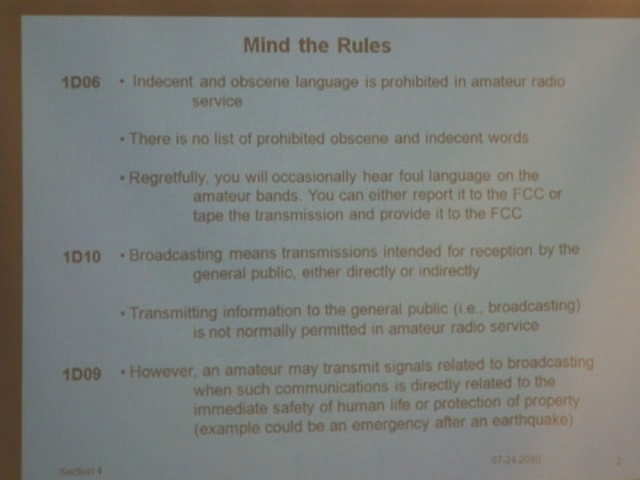 Mind the Rules
1D06 • Indecent and obscene language is prohibited in amateur radio
service
• There is no list of prohibited obscene and indecent words
• Regretfully, you will occasionally hear foul language on the
amateur bands. You can either report it to the FCC or
tape the transmission and provide it to the FCC
1D10 • Broadcasting means transmissions intended for reception by the
general public, either directly or indirectly
• Transmitting information to the general public (i.e., broadcasting)
is not normally permitted in amateur radio service
1D09 • However, an amateur may transmit signals related to broadcasting
when such communications is directly related to the
immediate safety of human life or protection of property
(example could be an emergency after an earthquake)
Section 4 07-24-2010 2